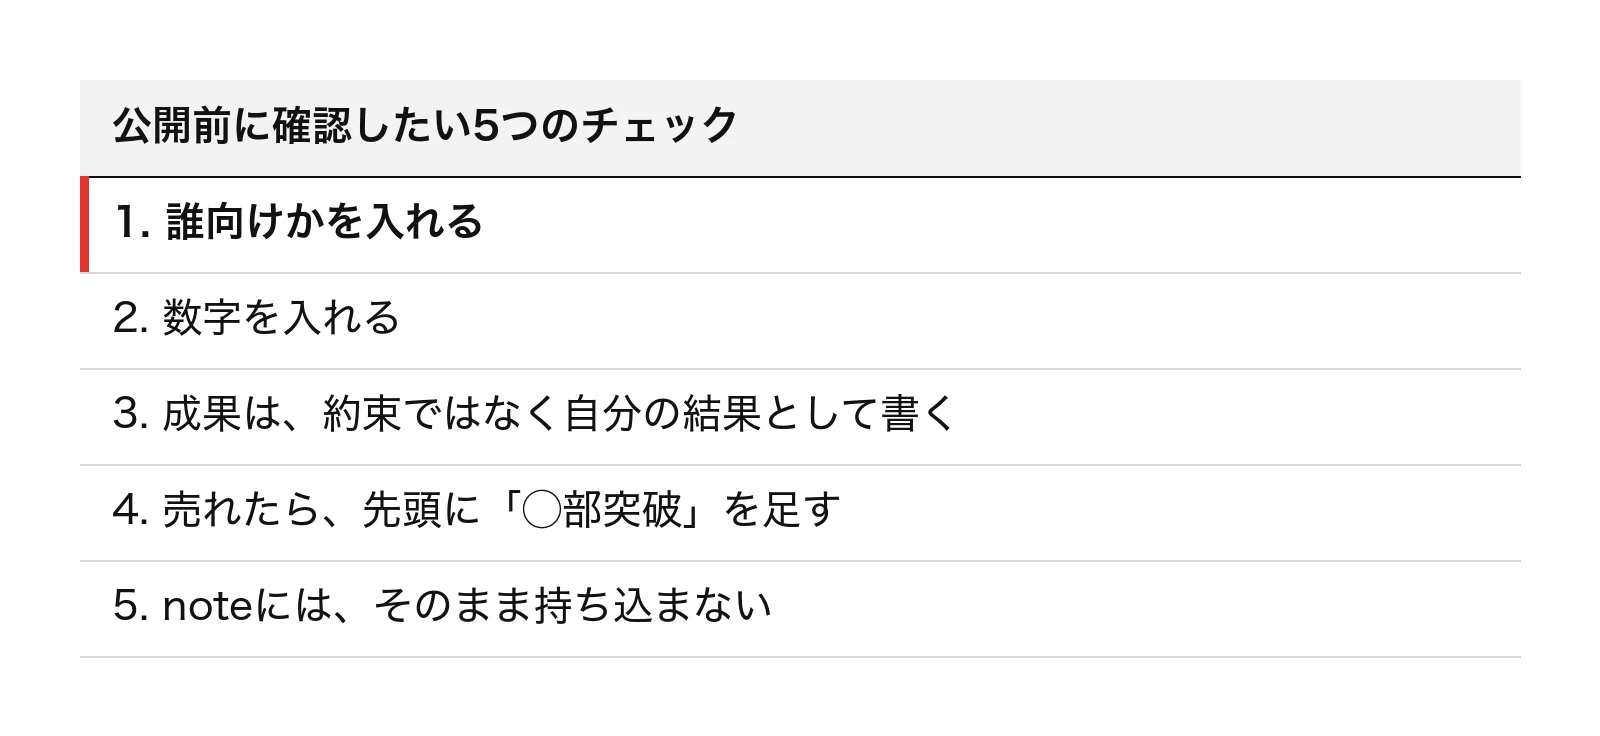 公開前に確認したい5つのチェック
1. 誰向けかを入れる
2. 数字を入れる
3. 成果は、約束ではなく自分の結果として書く
4. 売れたら、先頭に「◯部突破」を足す
5. noteには、そのまま持ち込まない